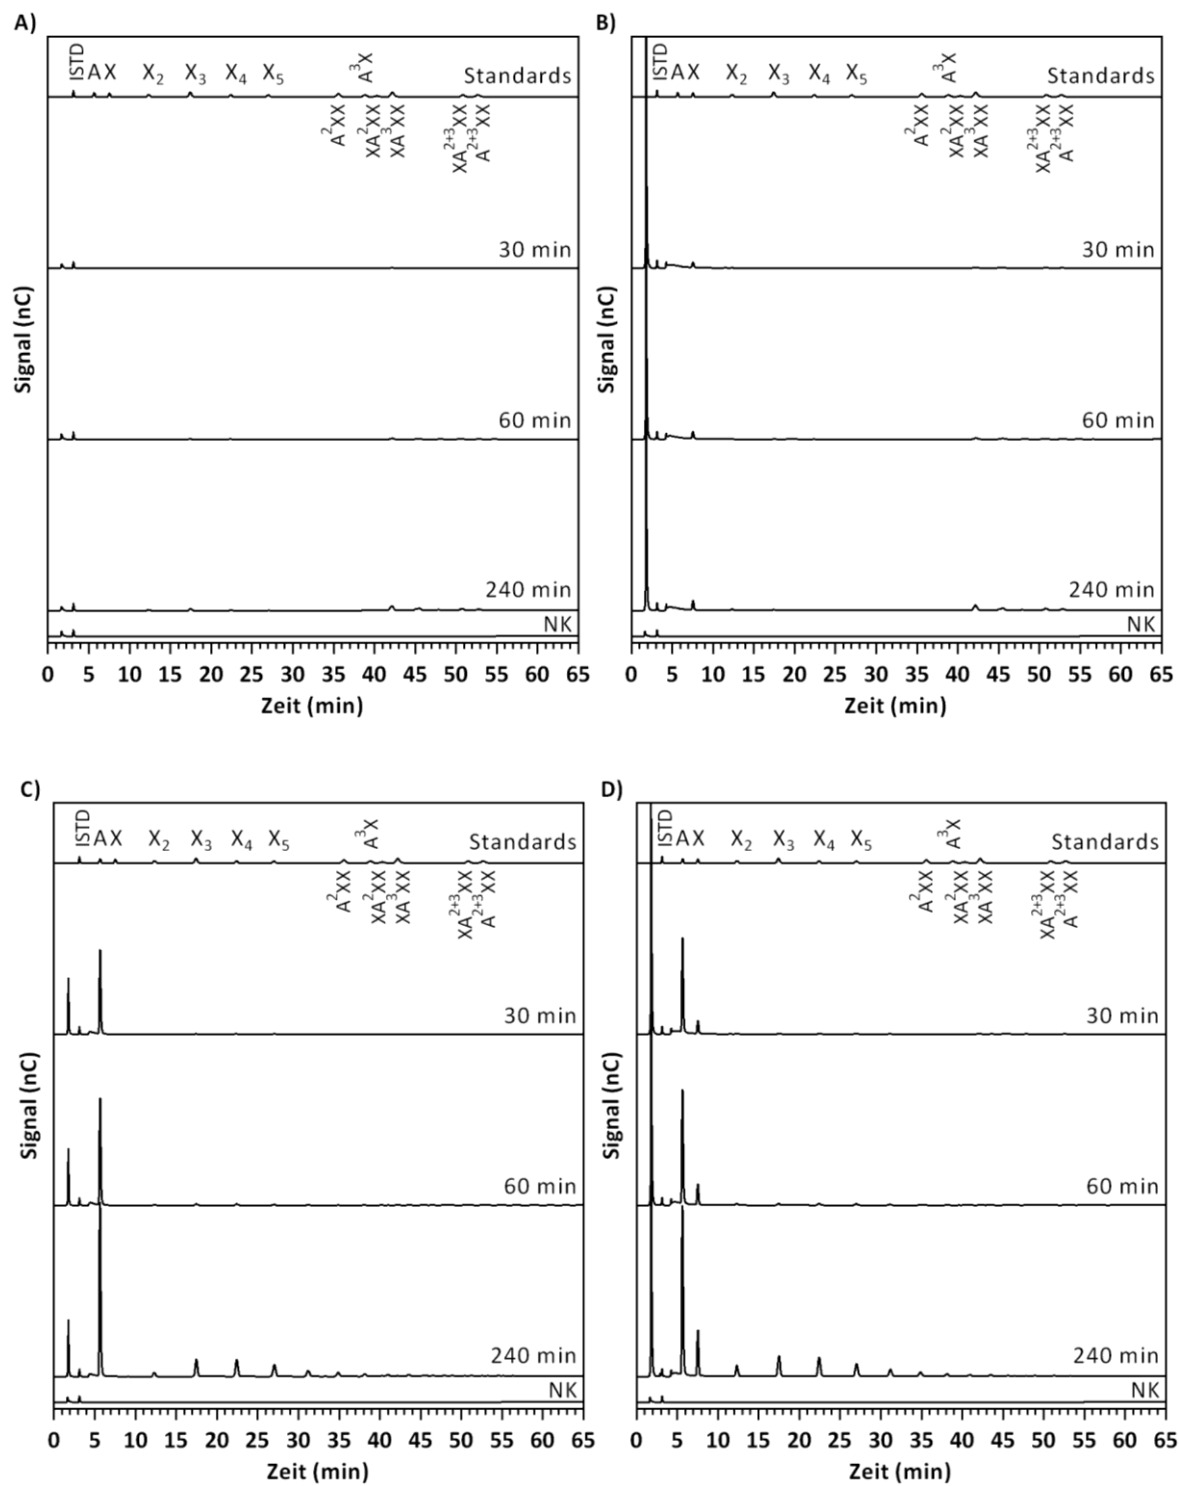 A)
ISTD A X X₂ X₃ X₄ X₅ A³X Standards
A²XX XA²XX XA³XX XA²⁺³XX A²⁺³XX
30 min
60 min
240 min
NK
Signal (nC)
0 5 10 15 20 25 30 35 40 45 50 55 60 65
Zeit (min)
B)
ISTD A X X₂ X₃ X₄ X₅ A³X Standards
A²XX XA²XX XA³XX XA²⁺³XX A²⁺³XX
30 min
60 min
240 min
NK
Signal (nC)
0 5 10 15 20 25 30 35 40 45 50 55 60 65
Zeit (min)
C)
ISTD A X X₂ X₃ X₄ X₅ A³X Standards
A²XX XA²XX XA³XX XA²⁺³XX A²⁺³XX
30 min
60 min
240 min
NK
Signal (nC)
0 5 10 15 20 25 30 35 40 45 50 55 60 65
Zeit (min)
D)
ISTD A X X₂ X₃ X₄ X₅ A³X Standards
A²XX XA²XX XA³XX XA²⁺³XX A²⁺³XX
30 min
60 min
240 min
NK
Signal (nC)
0 5 10 15 20 25 30 35 40 45 50 55 60 65
Zeit (min)